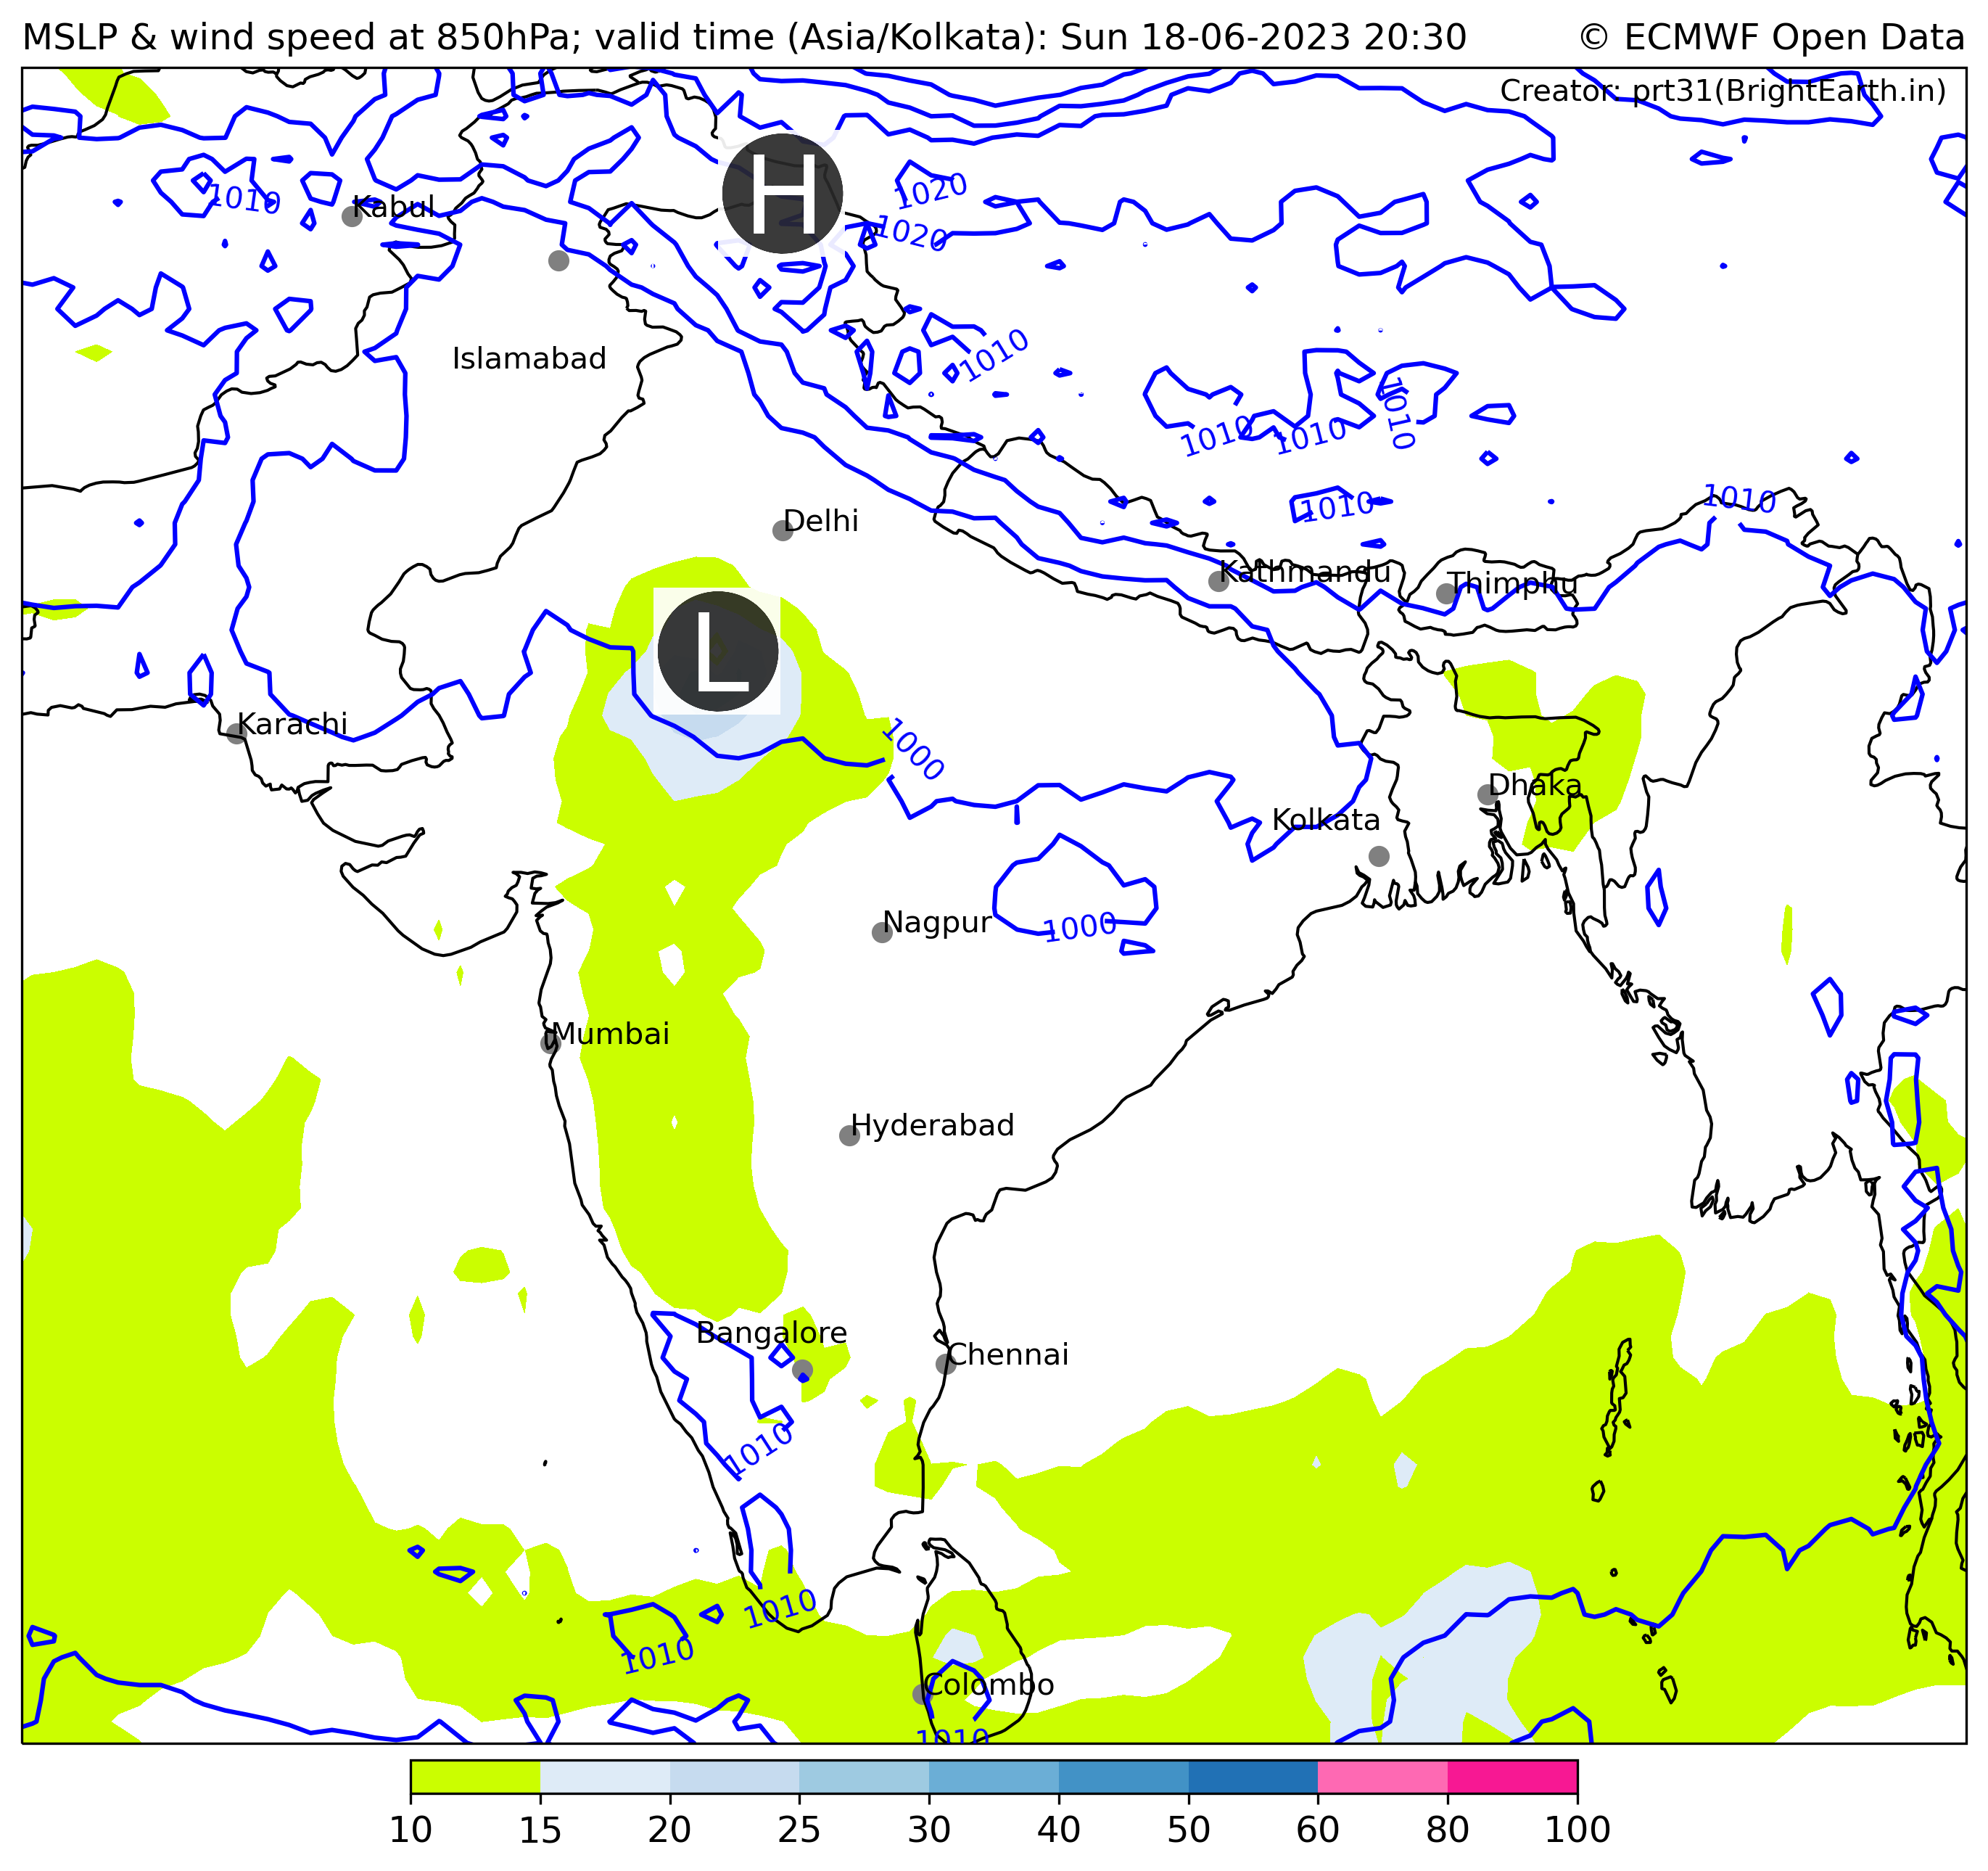 MSLP & wind speed at 850hPa; valid time (Asia/Kolkata): Sun 18-06-2023 20:30
© ECMWF Open Data
Creator: prt31(BrightEarth.in)
H
1020
1010
Kabul
1020
1010
Islamabad
1010
1010
1010
1010
1010
Delhi
Kathmandu
Thimphu
L
Karachi
1000
Dhaka
Kolkata
Nagpur
1000
Mumbai
Hyderabad
Bangalore
Chennai
1010
1010
1010
Colombo
1010
10 15 20 25 30 40 50 60 80 100